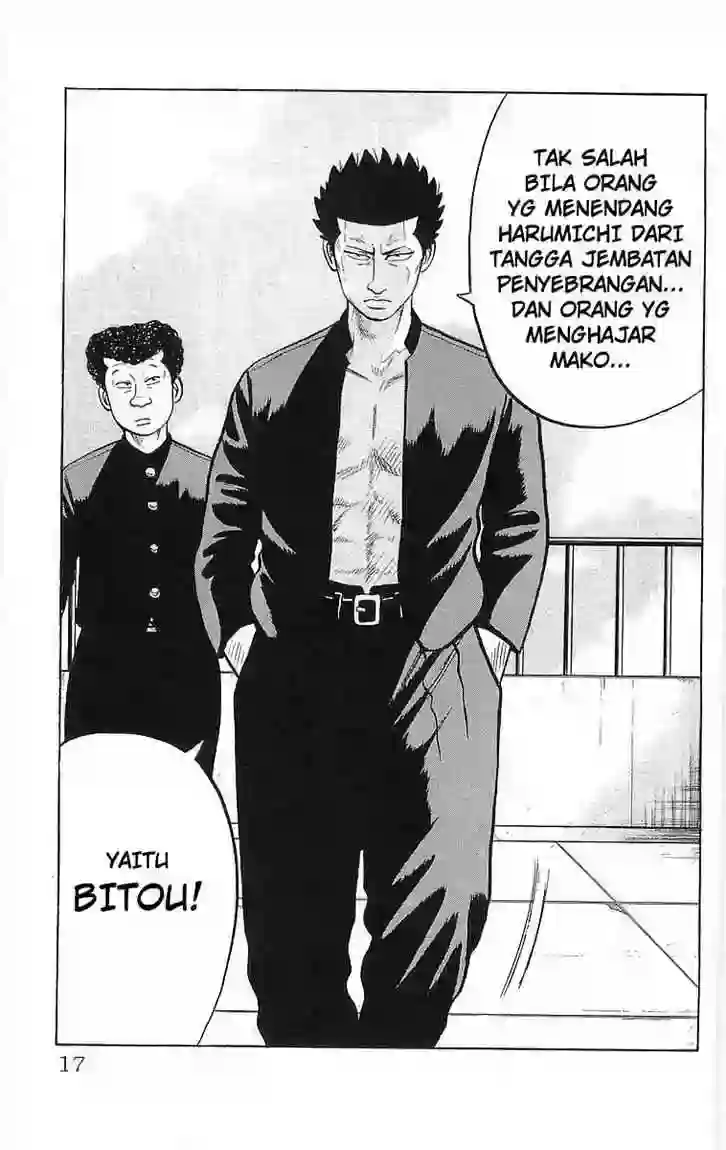 TAK SALAH
BILA ORANG
YG MENENDANG
HARUMICHI DARI
TANGGA JEMBATAN
PENYEBRANGAN...
DAN ORANG YG
MENGHAJAR
MAKO...
YAITU
BITOU!
17